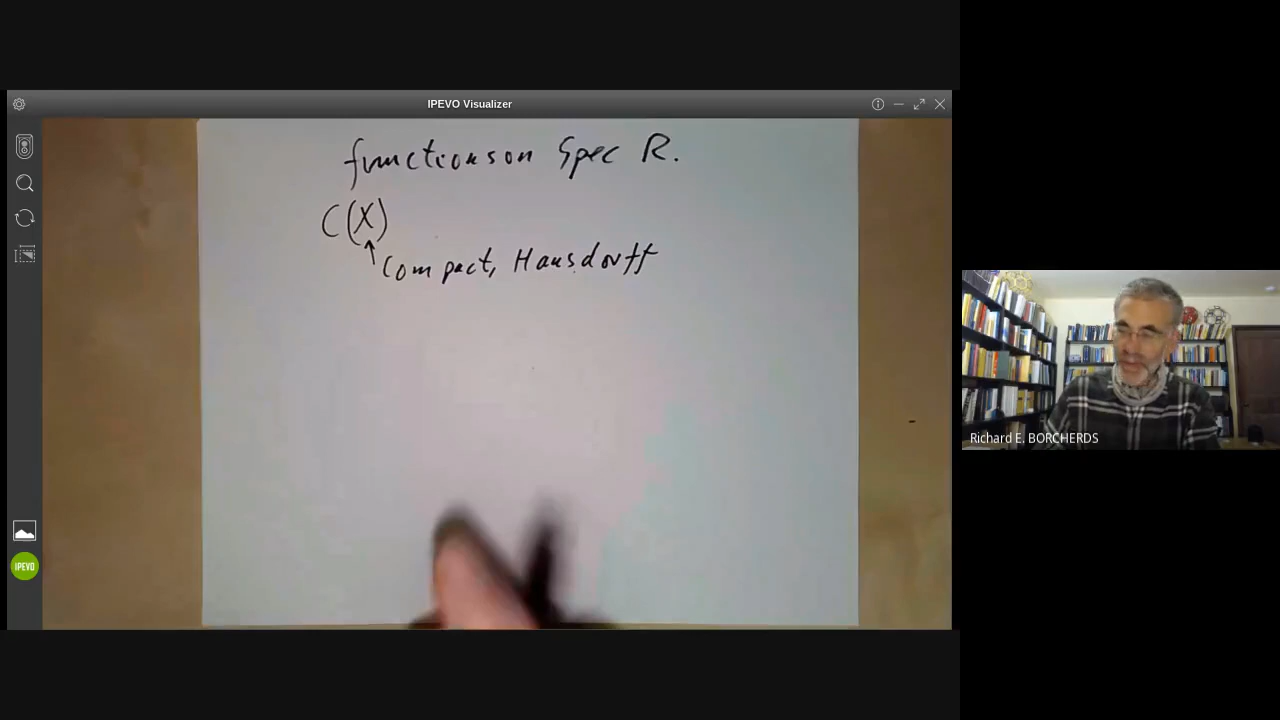 IPEVO Visualizer
functions on Spec R.
C(X)
↑
Compact, Hausdorff
IPEVO
Richard E. BORCHERDS